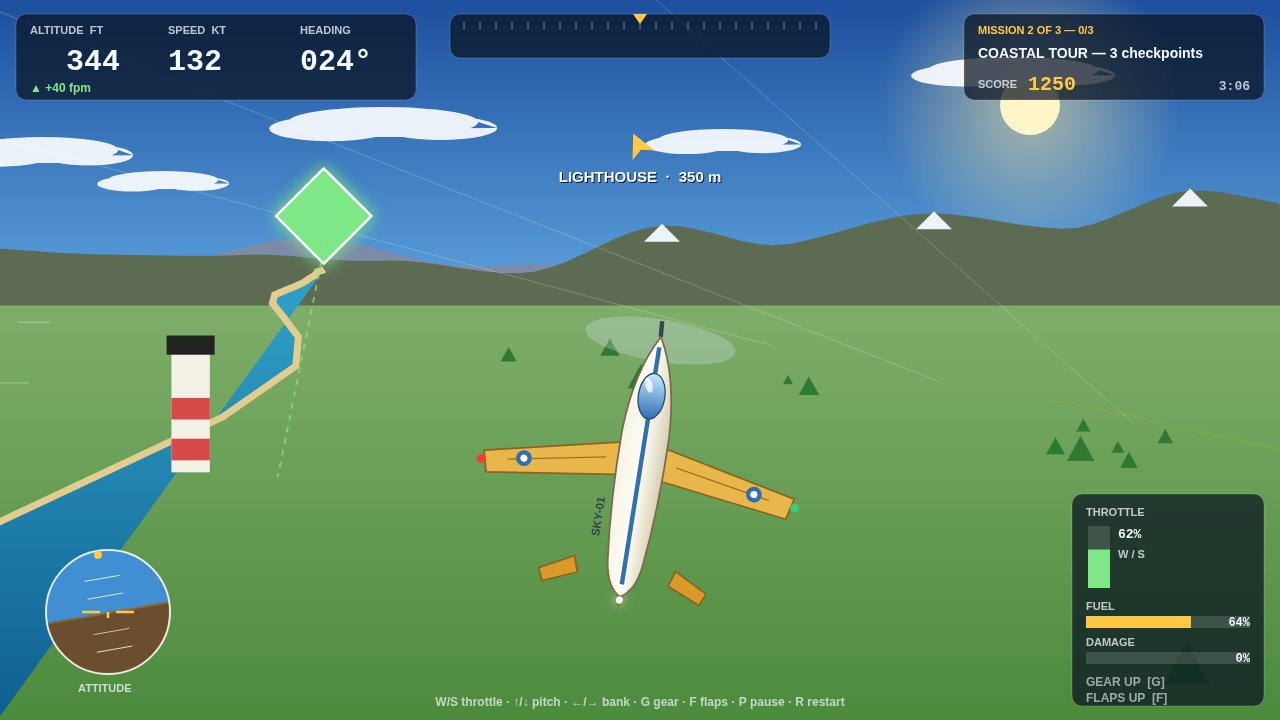 ALTITUDE FT
344
▲ +40 fpm
SPEED KT
132
HEADING
024°
MISSION 2 OF 3 — 0/3
COASTAL TOUR — 3 checkpoints
SCORE 1250
3:06
LIGHTHOUSE · 350 m
SKY-01
THROTTLE
62%
W / S
FUEL
64%
DAMAGE
0%
GEAR UP [G]
FLAPS UP [F]
ATTITUDE
W/S throttle · ↑/↓ pitch · ←/→ bank · G gear · F flaps · P pause · R restart